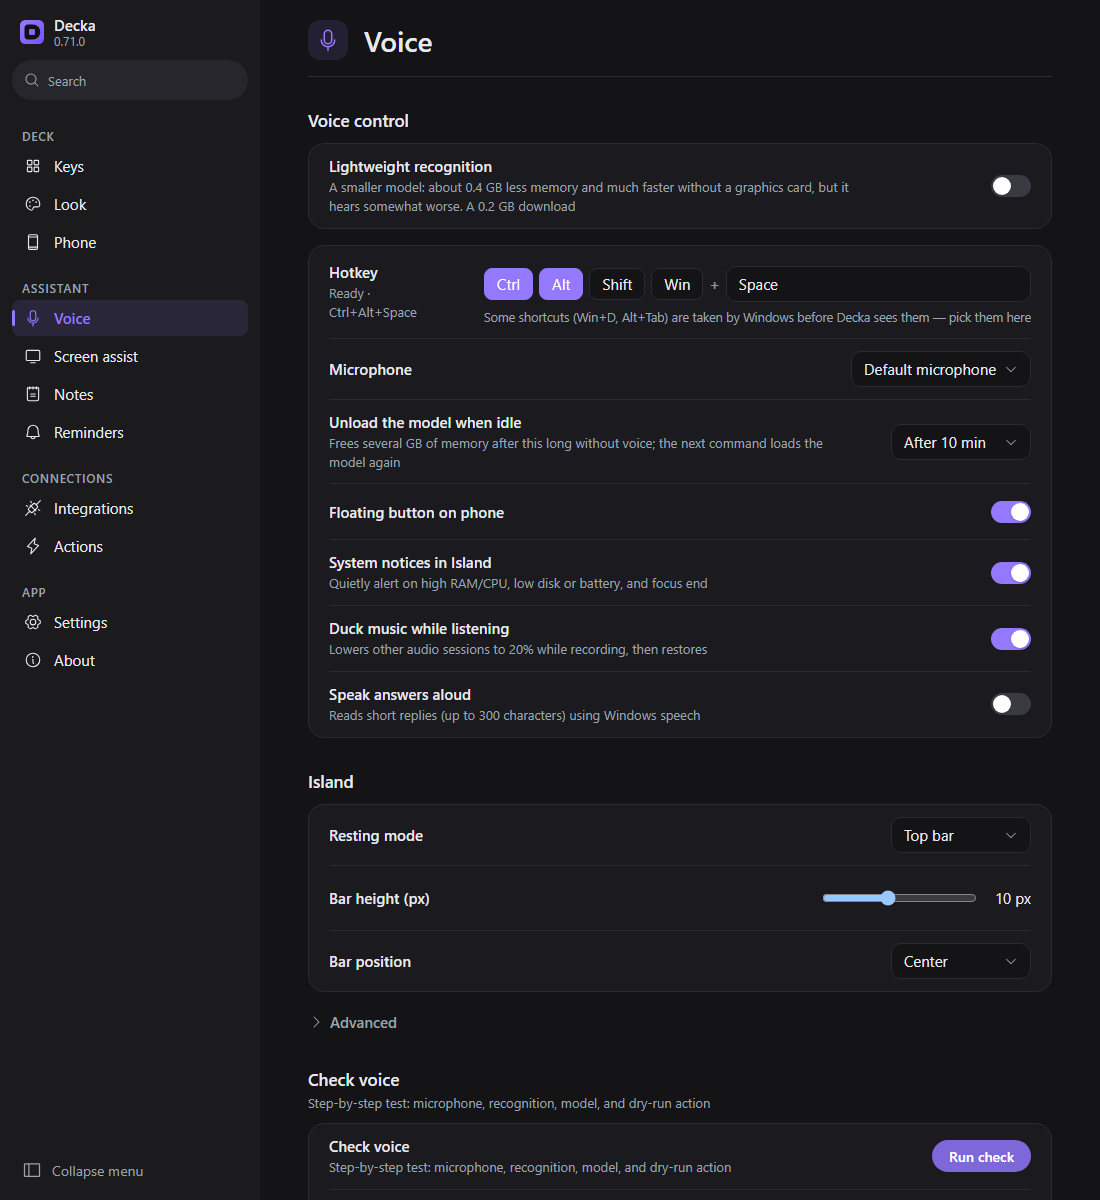 Decka
0.71.0
Search
DECK
Keys
Look
Phone
ASSISTANT
Voice
Screen assist
Notes
Reminders
CONNECTIONS
Integrations
Actions
APP
Settings
About
Collapse menu
Voice
Voice control
Lightweight recognition
A smaller model: about 0.4 GB less memory and much faster without a graphics card, but it
hears somewhat worse. A 0.2 GB download
Hotkey
Ready ·
Ctrl+Alt+Space
Ctrl Alt Shift Win + Space
Some shortcuts (Win+D, Alt+Tab) are taken by Windows before Decka sees them — pick them here
Microphone
Default microphone
Unload the model when idle
Frees several GB of memory after this long without voice; the next command loads the
model again
After 10 min
Floating button on phone
System notices in Island
Quietly alert on high RAM/CPU, low disk or battery, and focus end
Duck music while listening
Lowers other audio sessions to 20% while recording, then restores
Speak answers aloud
Reads short replies (up to 300 characters) using Windows speech
Island
Resting mode
Top bar
Bar height (px)
10 px
Bar position
Center
Advanced
Check voice
Step-by-step test: microphone, recognition, model, and dry-run action
Check voice
Step-by-step test: microphone, recognition, model, and dry-run action
Run check